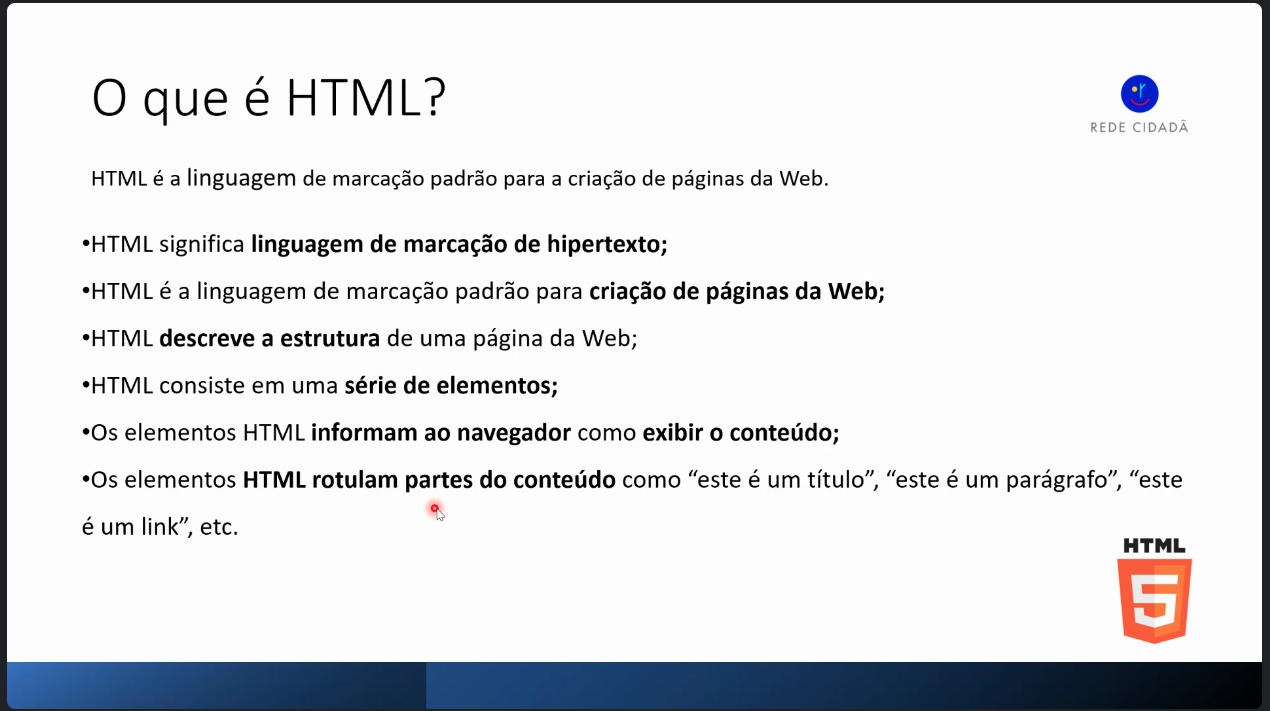 O que é HTML?
REDE CIDADÃ
HTML é a linguagem de marcação padrão para a criação de páginas da Web.
•HTML significa linguagem de marcação de hipertexto;
•HTML é a linguagem de marcação padrão para criação de páginas da Web;
•HTML descreve a estrutura de uma página da Web;
•HTML consiste em uma série de elementos;
•Os elementos HTML informam ao navegador como exibir o conteúdo;
•Os elementos HTML rotulam partes do conteúdo como “este é um título”, “este é um parágrafo”, “este
é um link”, etc.
HTML
5